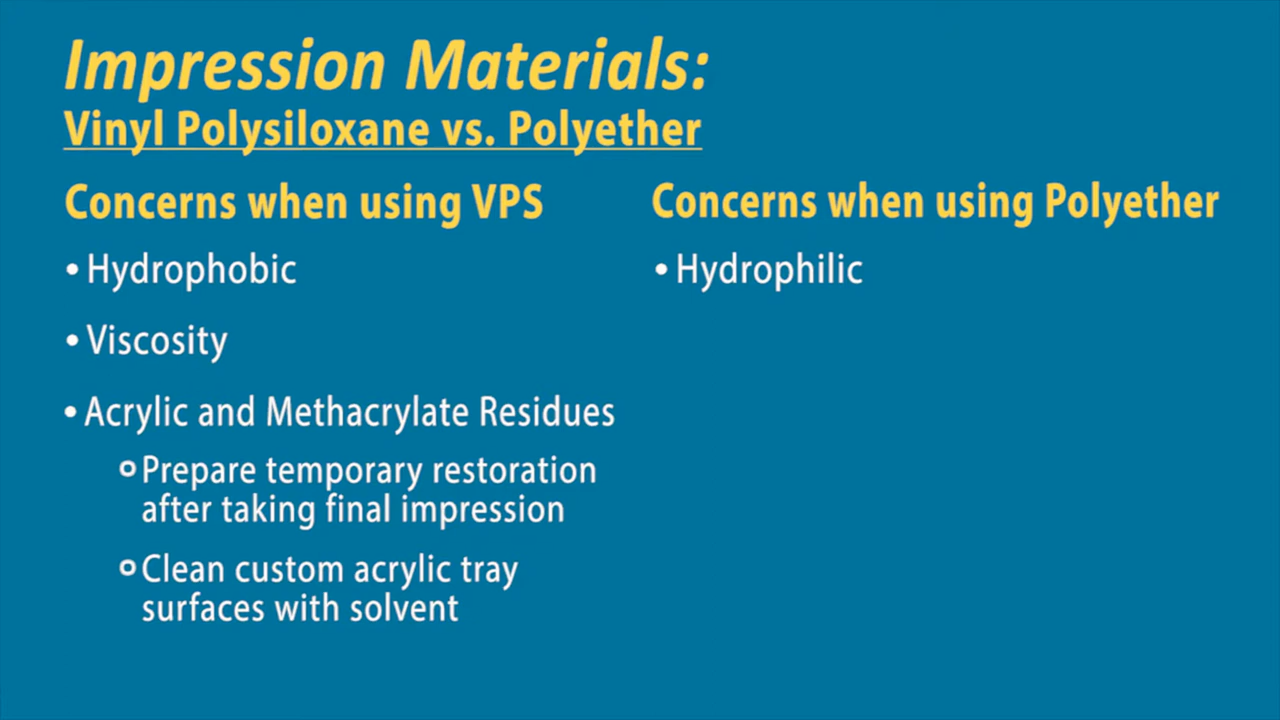 Impression Materials:
Vinyl Polysiloxane vs. Polyether
Concerns when using VPS
• Hydrophobic
• Viscosity
• Acrylic and Methacrylate Residues
o Prepare temporary restoration
after taking final impression
o Clean custom acrylic tray
surfaces with solvent
Concerns when using Polyether
• Hydrophilic